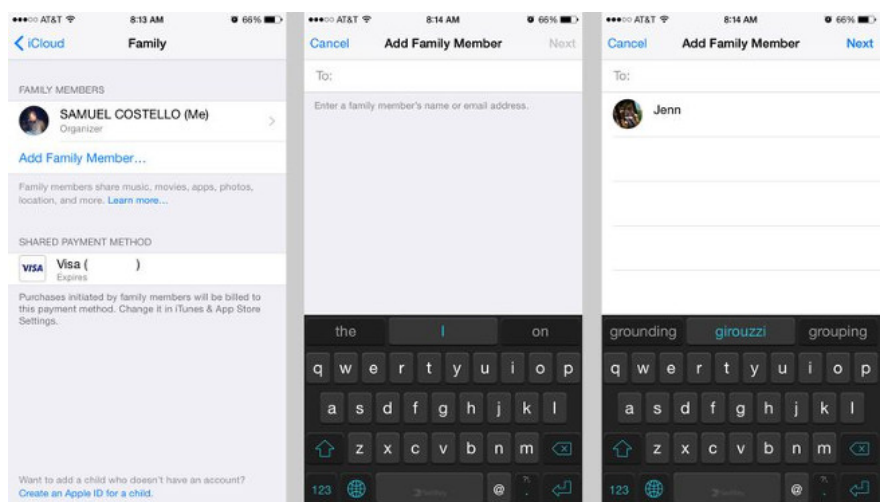 AT&T 8:13 AM 66%
iCloud Family
FAMILY MEMBERS
SAMUEL COSTELLO (Me)
Organizer
Add Family Member...
Family members share music, movies, apps, photos,
location, and more. Learn more...
SHARED PAYMENT METHOD
VISA Visa ( )
Expires
Purchases initiated by family members will be billed to
this payment method. Change it in iTunes & App Store
Settings.
Want to add a child who doesn't have an account?
Create an Apple ID for a child.
AT&T 8:14 AM 66%
Cancel Add Family Member Next
To:
Enter a family member's name or email address.
the I on
q w e r t y u i o p
a s d f g h j k l
z x c v b n m
123 @ ?, .
AT&T 8:14 AM 66%
Cancel Add Family Member Next
To:
Jenn
grounding girouzzi grouping
q w e r t y u i o p
a s d f g h j k l
z x c v b n m
123 @ .